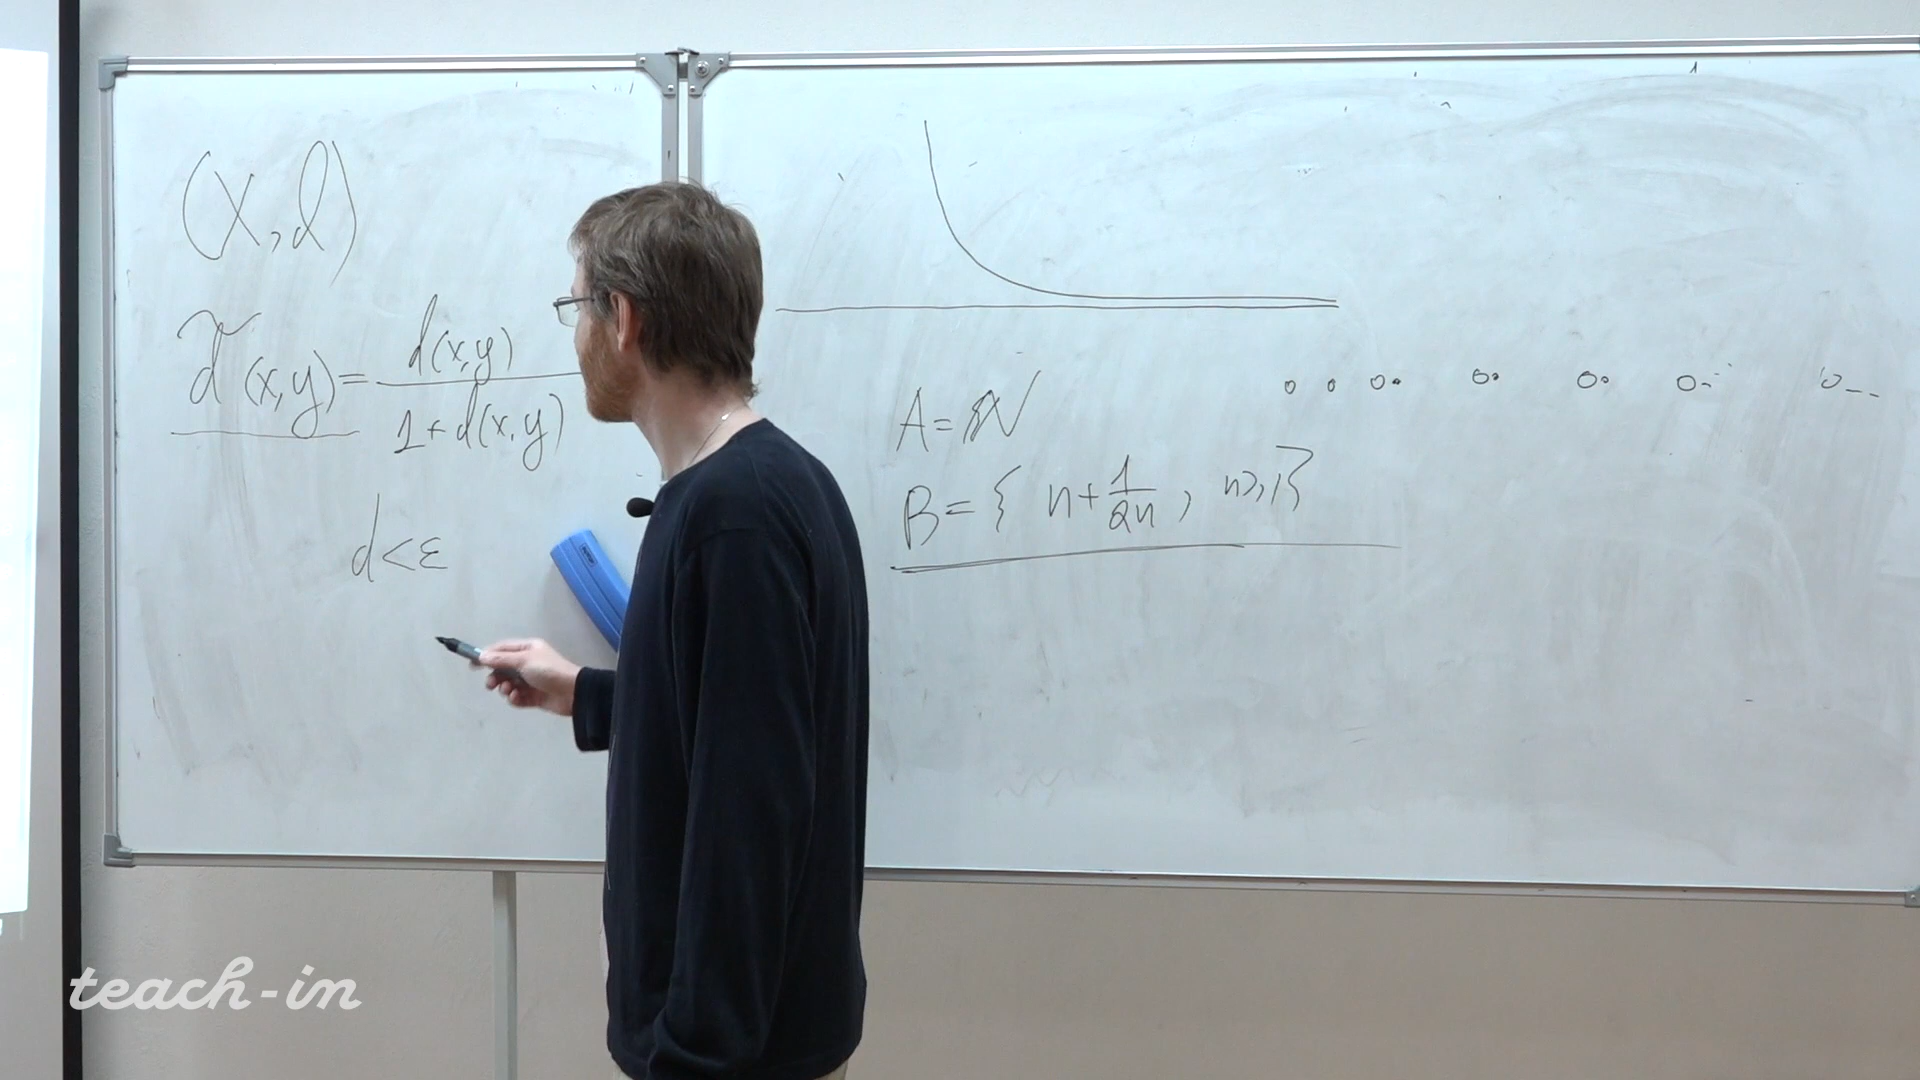 (X, d)
d̃(x,y) = d(x,y) / 1 + d(x,y)
d < ε
A = ℕ
B = { n + 1/2n , n ≥ 1 }
teach-in